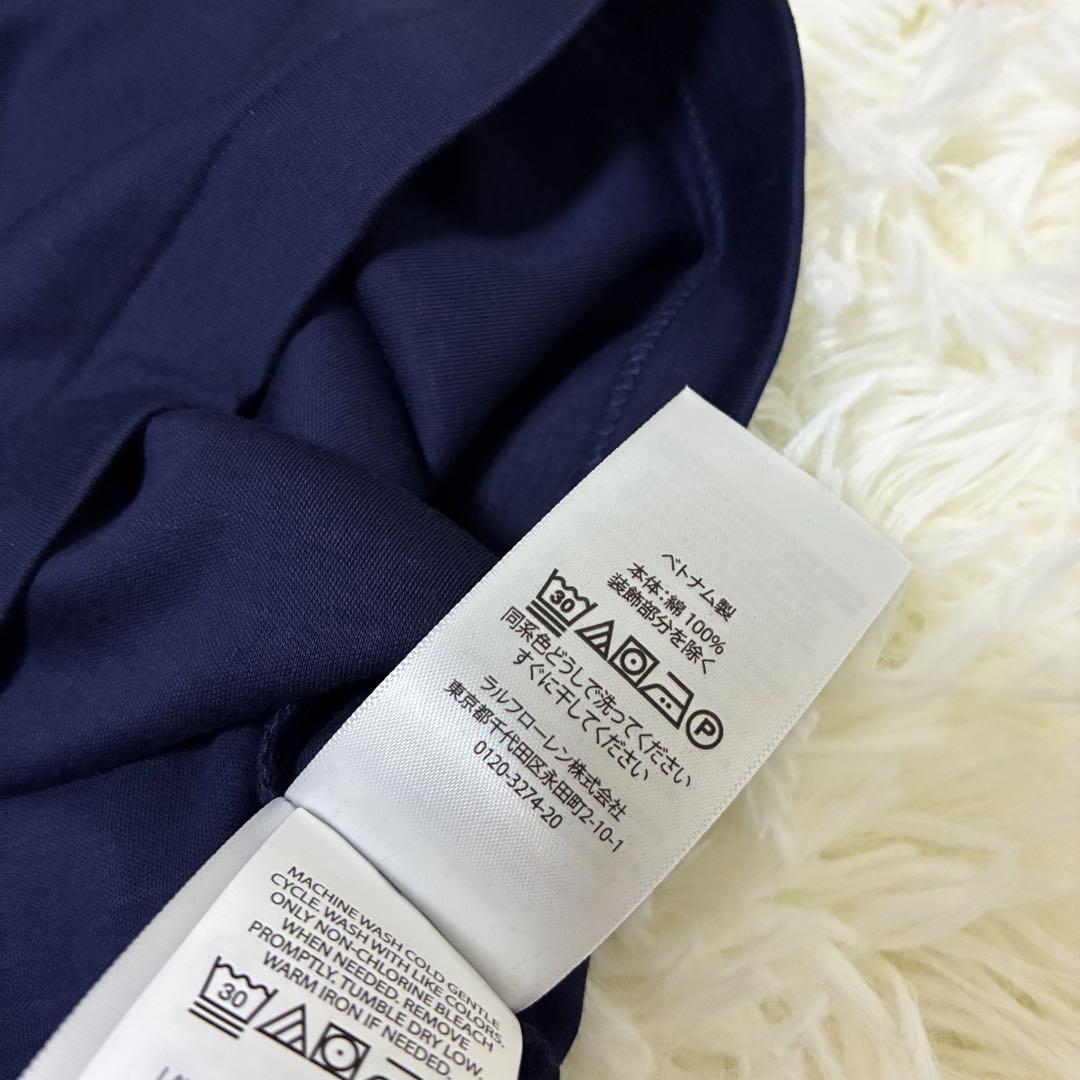 ベトナム製
本体：綿 100%
装飾部分を除く
30 P
同系色どうしで洗ってください
すぐに干してください
ラルフローレン株式会社
東京都千代田区永田町2-10-1
0120-3274-20
MACHINE WASH COLD GENTLE
CYCLE. WASH WITH LIKE COLORS.
ONLY NON-CHLORINE BLEACH
WHEN NEEDED. REMOVE
PROMPTLY. TUMBLE DRY LOW.
WARM IRON IF NEEDED.
30